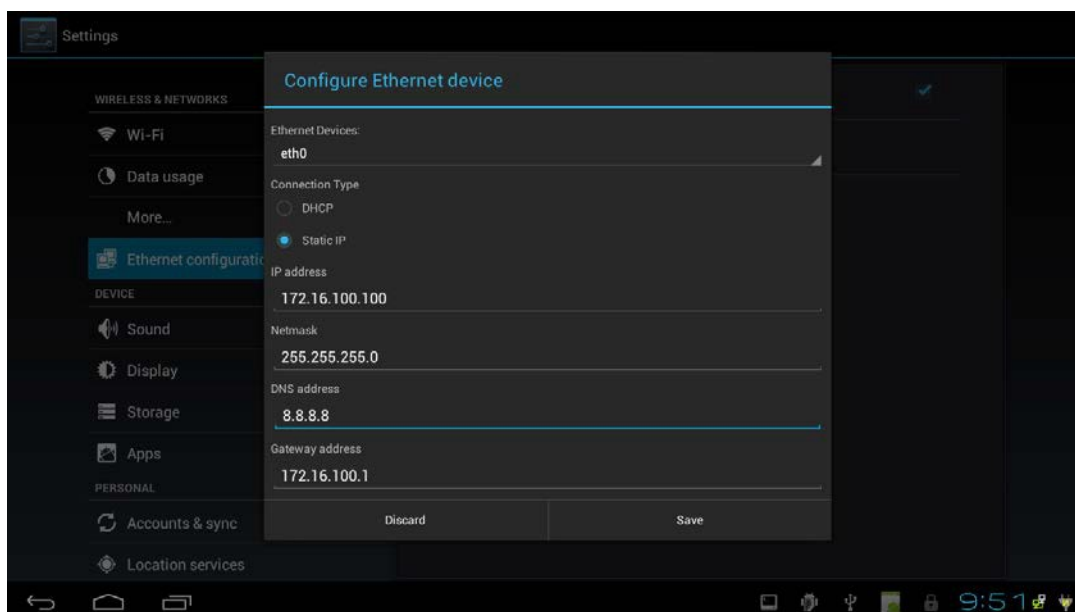 Settings
Configure Ethernet device
WIRELESS & NETWORKS
Ethernet Devices:
Wi-Fi
eth0
Data usage
Connection Type
DHCP
More...
Static IP
Ethernet configuratio
IP address
DEVICE
172.16.100.100
Sound
Netmask
255.255.255.0
Display
DNS address
Storage
8.8.8.8
Apps
Gateway address
172.16.100.1
PERSONAL
Accounts & sync
Discard
Save
Location services
9:51